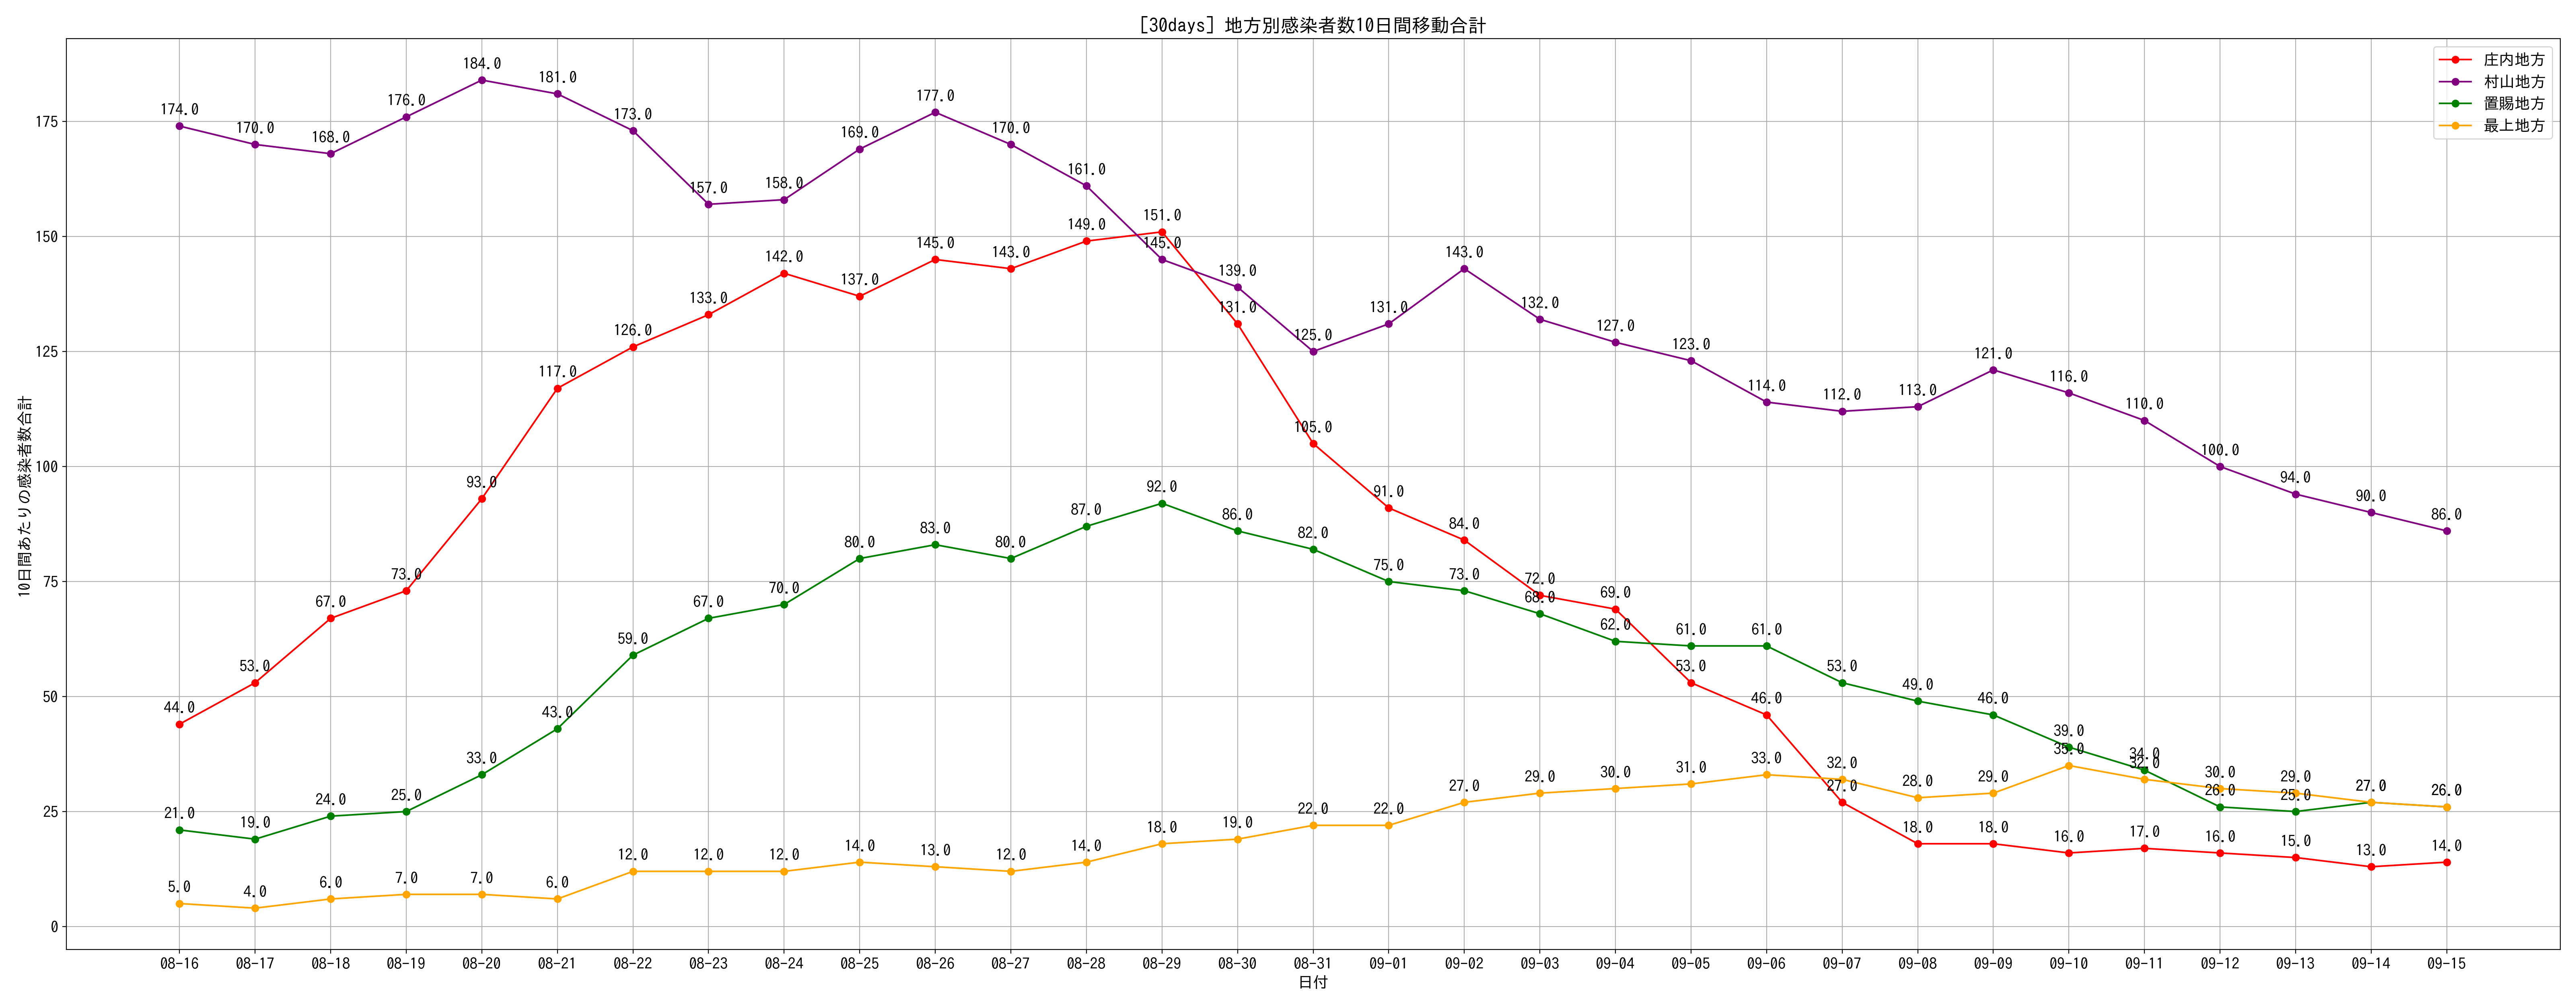 [30days] 地方別感染者数10日間移動合計
庄内地方
村山地方
置賜地方
最上地方
10日間あたりの感染者数合計
175
150
125
100
75
50
25
0
174.0 170.0 168.0 176.0 184.0 181.0 173.0 157.0 158.0 169.0 177.0 170.0 161.0 145.0 139.0 125.0 131.0 143.0 132.0 127.0 123.0 114.0 112.0 113.0 121.0 116.0 110.0 100.0 94.0 90.0 86.0
44.0 53.0 67.0 73.0 93.0 117.0 126.0 133.0 142.0 137.0 145.0 143.0 149.0 151.0 131.0 105.0 91.0 84.0 72.0 69.0 53.0 46.0 27.0 18.0 18.0 16.0 17.0 16.0 15.0 13.0 14.0
21.0 19.0 24.0 25.0 33.0 43.0 59.0 67.0 70.0 80.0 83.0 80.0 87.0 92.0 86.0 82.0 75.0 73.0 68.0 62.0 61.0 61.0 53.0 49.0 46.0 39.0 34.0 26.0 25.0 27.0 26.0
5.0 4.0 6.0 7.0 7.0 6.0 12.0 12.0 12.0 14.0 13.0 12.0 14.0 18.0 19.0 22.0 22.0 27.0 29.0 30.0 31.0 33.0 32.0 28.0 29.0 35.0 32.0 30.0 29.0 27.0 26.0
08-16 08-17 08-18 08-19 08-20 08-21 08-22 08-23 08-24 08-25 08-26 08-27 08-28 08-29 08-30 08-31 09-01 09-02 09-03 09-04 09-05 09-06 09-07 09-08 09-09 09-10 09-11 09-12 09-13 09-14 09-15
日付